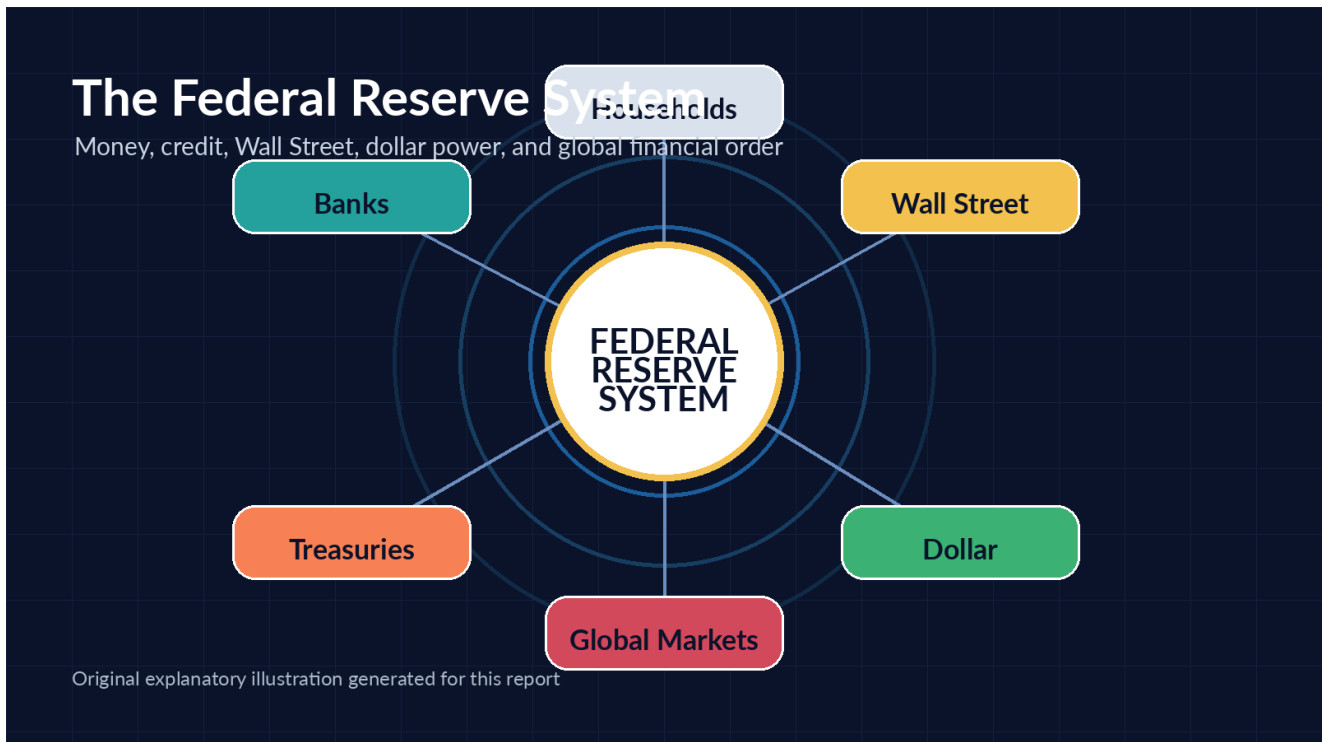 The Federal Reserve System
Households
Money, credit, Wall Street, dollar power, and global financial order
Banks
Wall Street
FEDERAL
RESERVE
SYSTEM
Treasuries
Dollar
Global Markets
Original explanatory illustration generated for this report